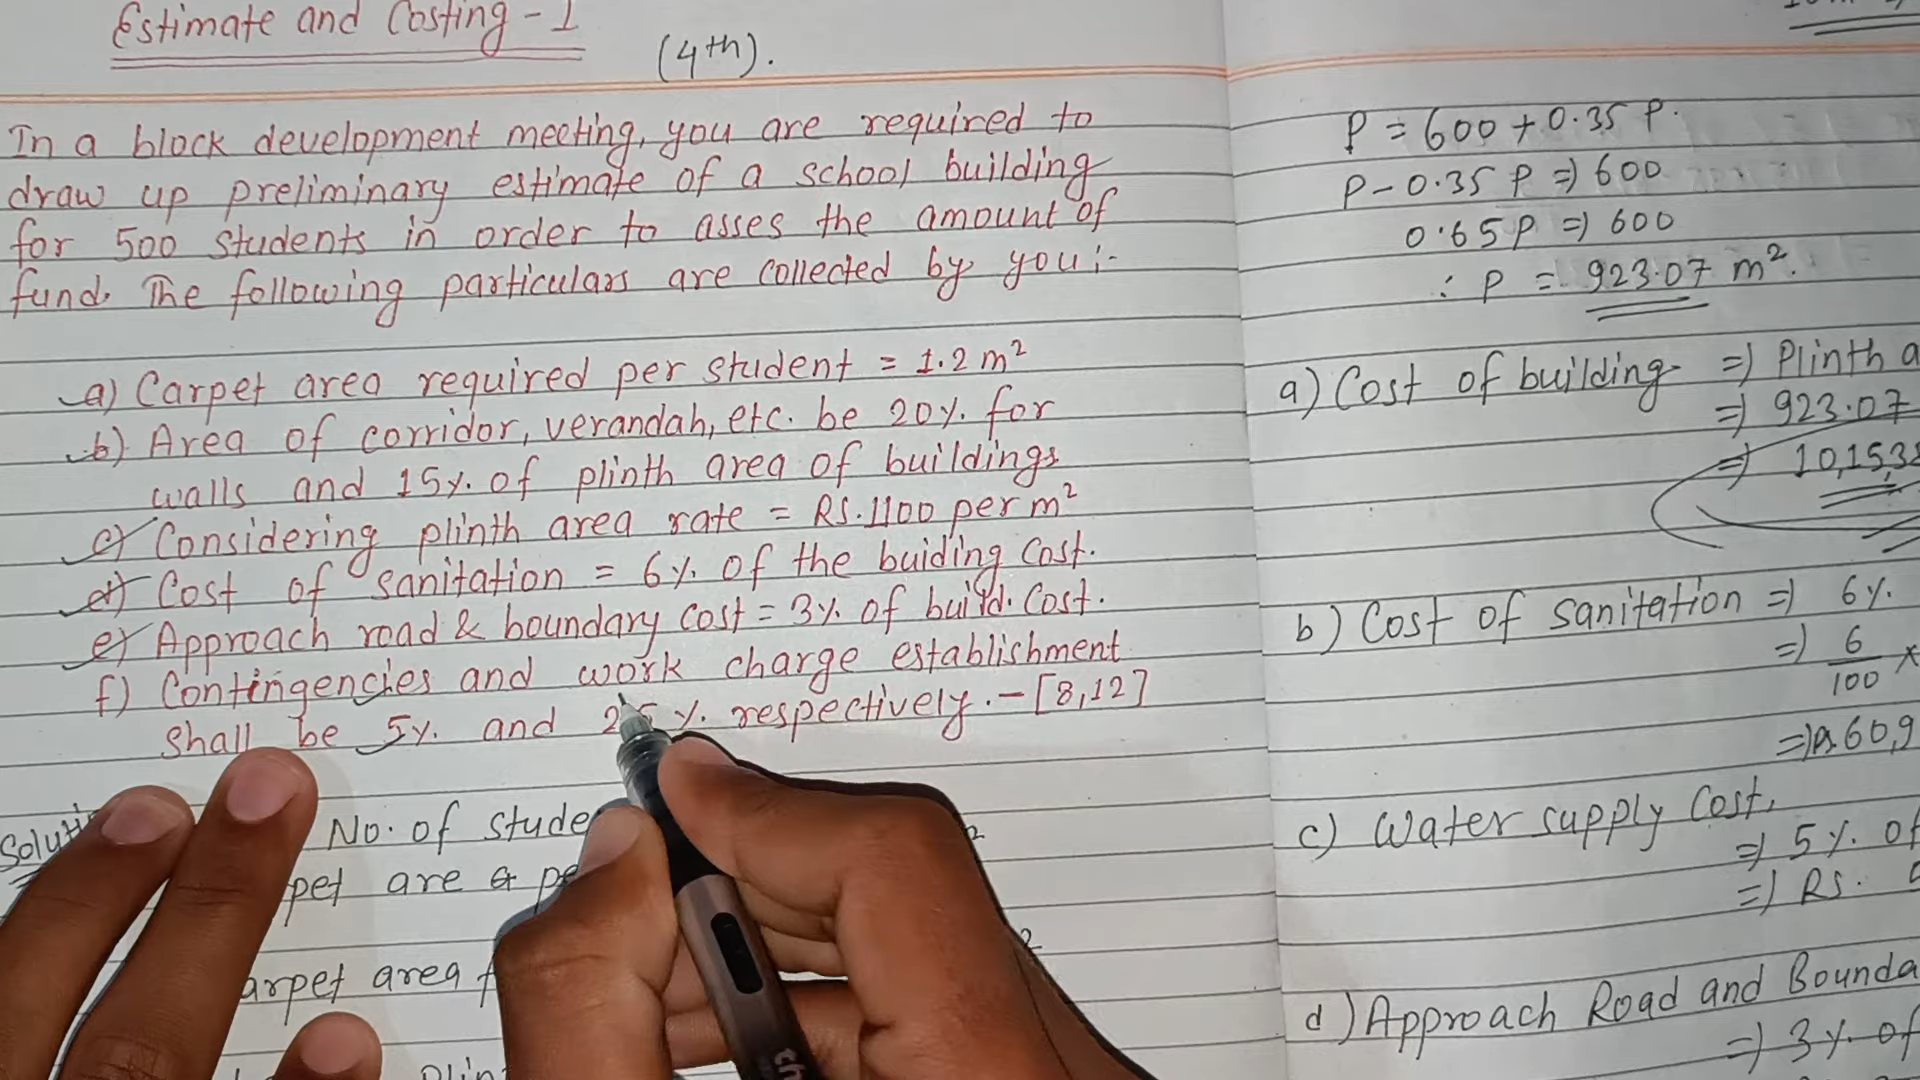 Estimate and Costing - 1
(4th).
In a block development meeting, you are required to
draw up preliminary estimate of a school building
for 500 students in order to asses the amount of
fund. The following particulars are collected by you :-
a) Carpet area required per student = 1.2 m²
b) Area of corridor, verandah, etc. be 20% for
walls and 15% of plinth area of buildings
c) Considering plinth area rate = Rs. 1100 per m²
d) Cost of sanitation = 6% of the buiding cost.
e) Approach road & boundary cost = 3% of build. cost.
f) Contingencies and work charge establishment
shall be 5% and respectively. - [8,12]
No. of
are
area
P = 600 + 0.35 P.
P - 0.35 P => 600
0.65 P => 600
∴ P = 923.07 m².
a) Cost of building => Plinth
=> 923.07
=> 10,153
b) Cost of sanitation => 6%
=> 6/100 ×
=> 60,9
c) Water supply Cost,
=> 5% of
=> Rs.
d) Approach Road and
=> 3% of